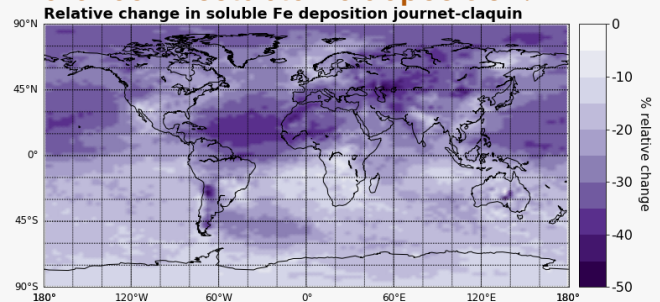 Relative change in soluble Fe deposition journet-claquin
90°N
45°N
0°
45°S
90°S
180°
120°W
60°W
0°
60°E
120°E
180°
0
-10
-20
-30
-40
-50
% relative change